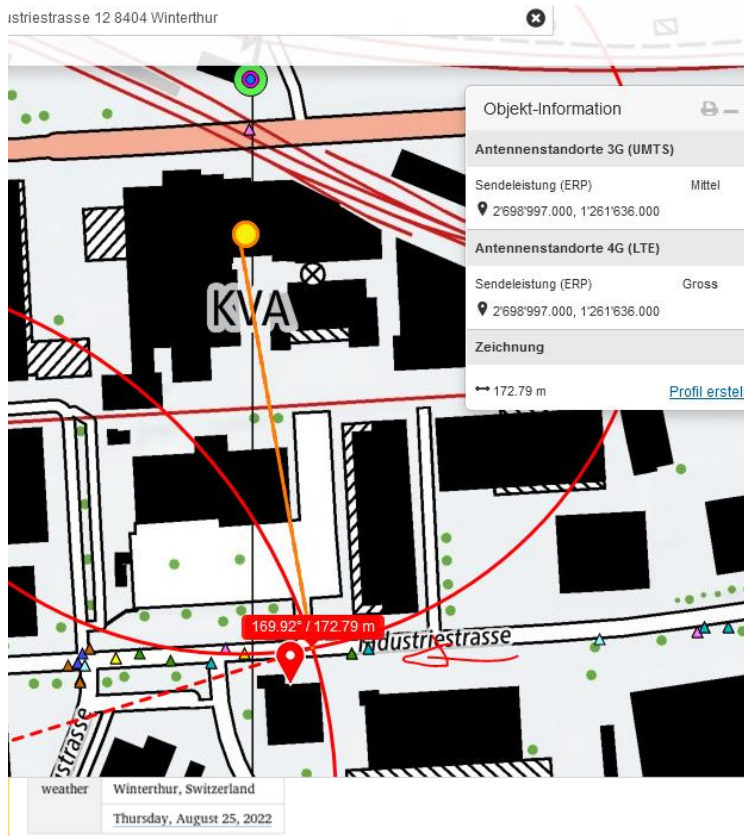 ustriestrasse 12 8404 Winterthur
Objekt-Information
Antennenstandorte 3G (UMTS)
Sendeleistung (ERP) Mittel
2'698'997.000, 1'261'636.000
Antennenstandorte 4G (LTE)
Sendeleistung (ERP) Gross
2'698'997.000, 1'261'636.000
Zeichnung
172.79 m Profil erstel
KVA
169.92° / 172.79 m
Industriestrasse
strasse
weather Winterthur, Switzerland
Thursday, August 25, 2022